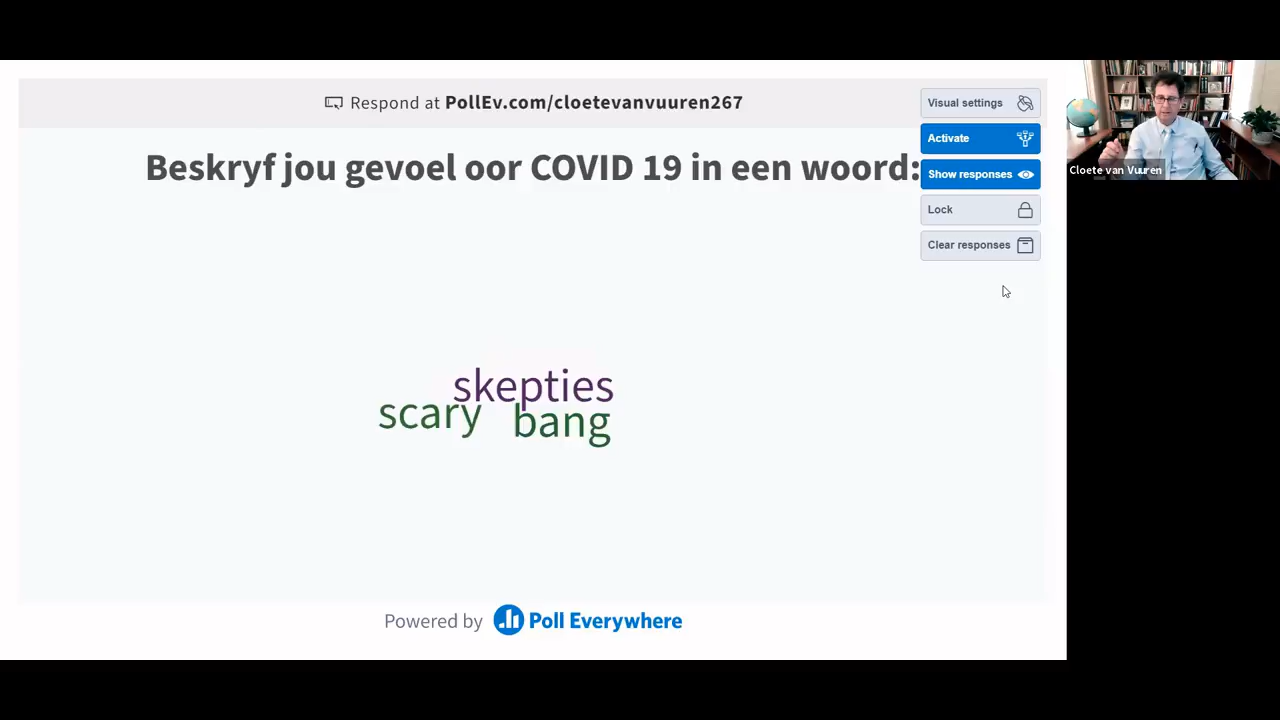 Respond at PollEv.com/cloetevanvuuren267
Beskryf jou gevoel oor COVID 19 in een woord:
Visual settings
Activate
Show responses
Lock
Clear responses
Cloete van Vuuren
skepties
scary bang
Powered by Poll Everywhere